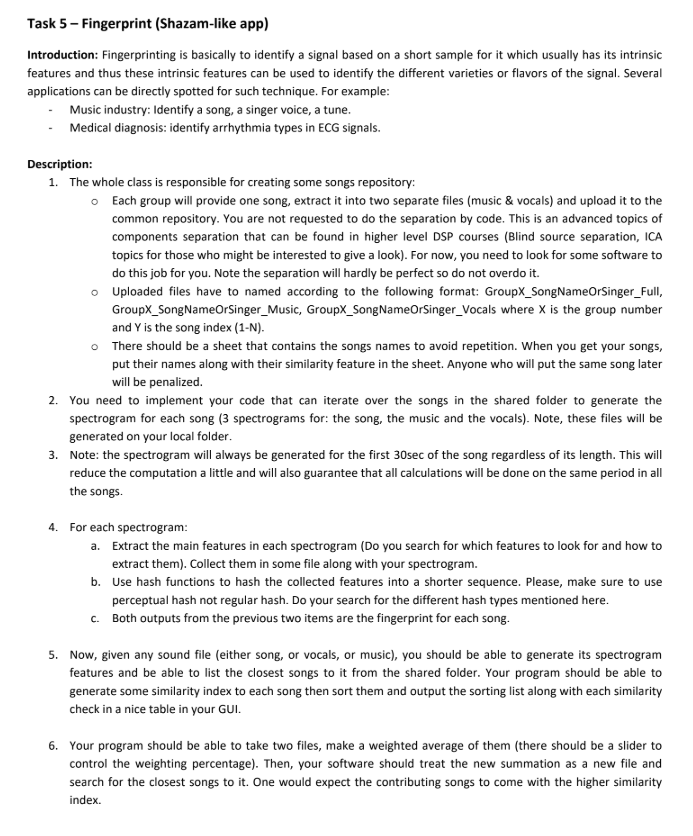 Task 5 – Fingerprint (Shazam-like app)
Introduction: Fingerprinting is basically to identify a signal based on a short sample for it which usually has its intrinsic
features and thus these intrinsic features can be used to identify the different varieties or flavors of the signal. Several
applications can be directly spotted for such technique. For example:
- Music industry: Identify a song, a singer voice, a tune.
- Medical diagnosis: identify arrhythmia types in ECG signals.
Description:
1. The whole class is responsible for creating some songs repository:
o Each group will provide one song, extract it into two separate files (music & vocals) and upload it to the
common repository. You are not requested to do the separation by code. This is an advanced topics of
components separation that can be found in higher level DSP courses (Blind source separation, ICA
topics for those who might be interested to give a look). For now, you need to look for some software to
do this job for you. Note the separation will hardly be perfect so do not overdo it.
o Uploaded files have to named according to the following format: GroupX_SongNameOrSinger_Full,
GroupX_SongNameOrSinger_Music, GroupX_SongNameOrSinger_Vocals where X is the group number
and Y is the song index (1-N).
o There should be a sheet that contains the songs names to avoid repetition. When you get your songs,
put their names along with their similarity feature in the sheet. Anyone who will put the same song later
will be penalized.
2. You need to implement your code that can iterate over the songs in the shared folder to generate the
spectrogram for each song (3 spectrograms for: the song, the music and the vocals). Note, these files will be
generated on your local folder.
3. Note: the spectrogram will always be generated for the first 30sec of the song regardless of its length. This will
reduce the computation a little and will also guarantee that all calculations will be done on the same period in all
the songs.
4. For each spectrogram:
a. Extract the main features in each spectrogram (Do you search for which features to look for and how to
extract them). Collect them in some file along with your spectrogram.
b. Use hash functions to hash the collected features into a shorter sequence. Please, make sure to use
perceptual hash not regular hash. Do your search for the different hash types mentioned here.
c. Both outputs from the previous two items are the fingerprint for each song.
5. Now, given any sound file (either song, or vocals, or music), you should be able to generate its spectrogram
features and be able to list the closest songs to it from the shared folder. Your program should be able to
generate some similarity index to each song then sort them and output the sorting list along with each similarity
check in a nice table in your GUI.
6. Your program should be able to take two files, make a weighted average of them (there should be a slider to
control the weighting percentage). Then, your software should treat the new summation as a new file and
search for the closest songs to it. One would expect the contributing songs to come with the higher similarity
index.